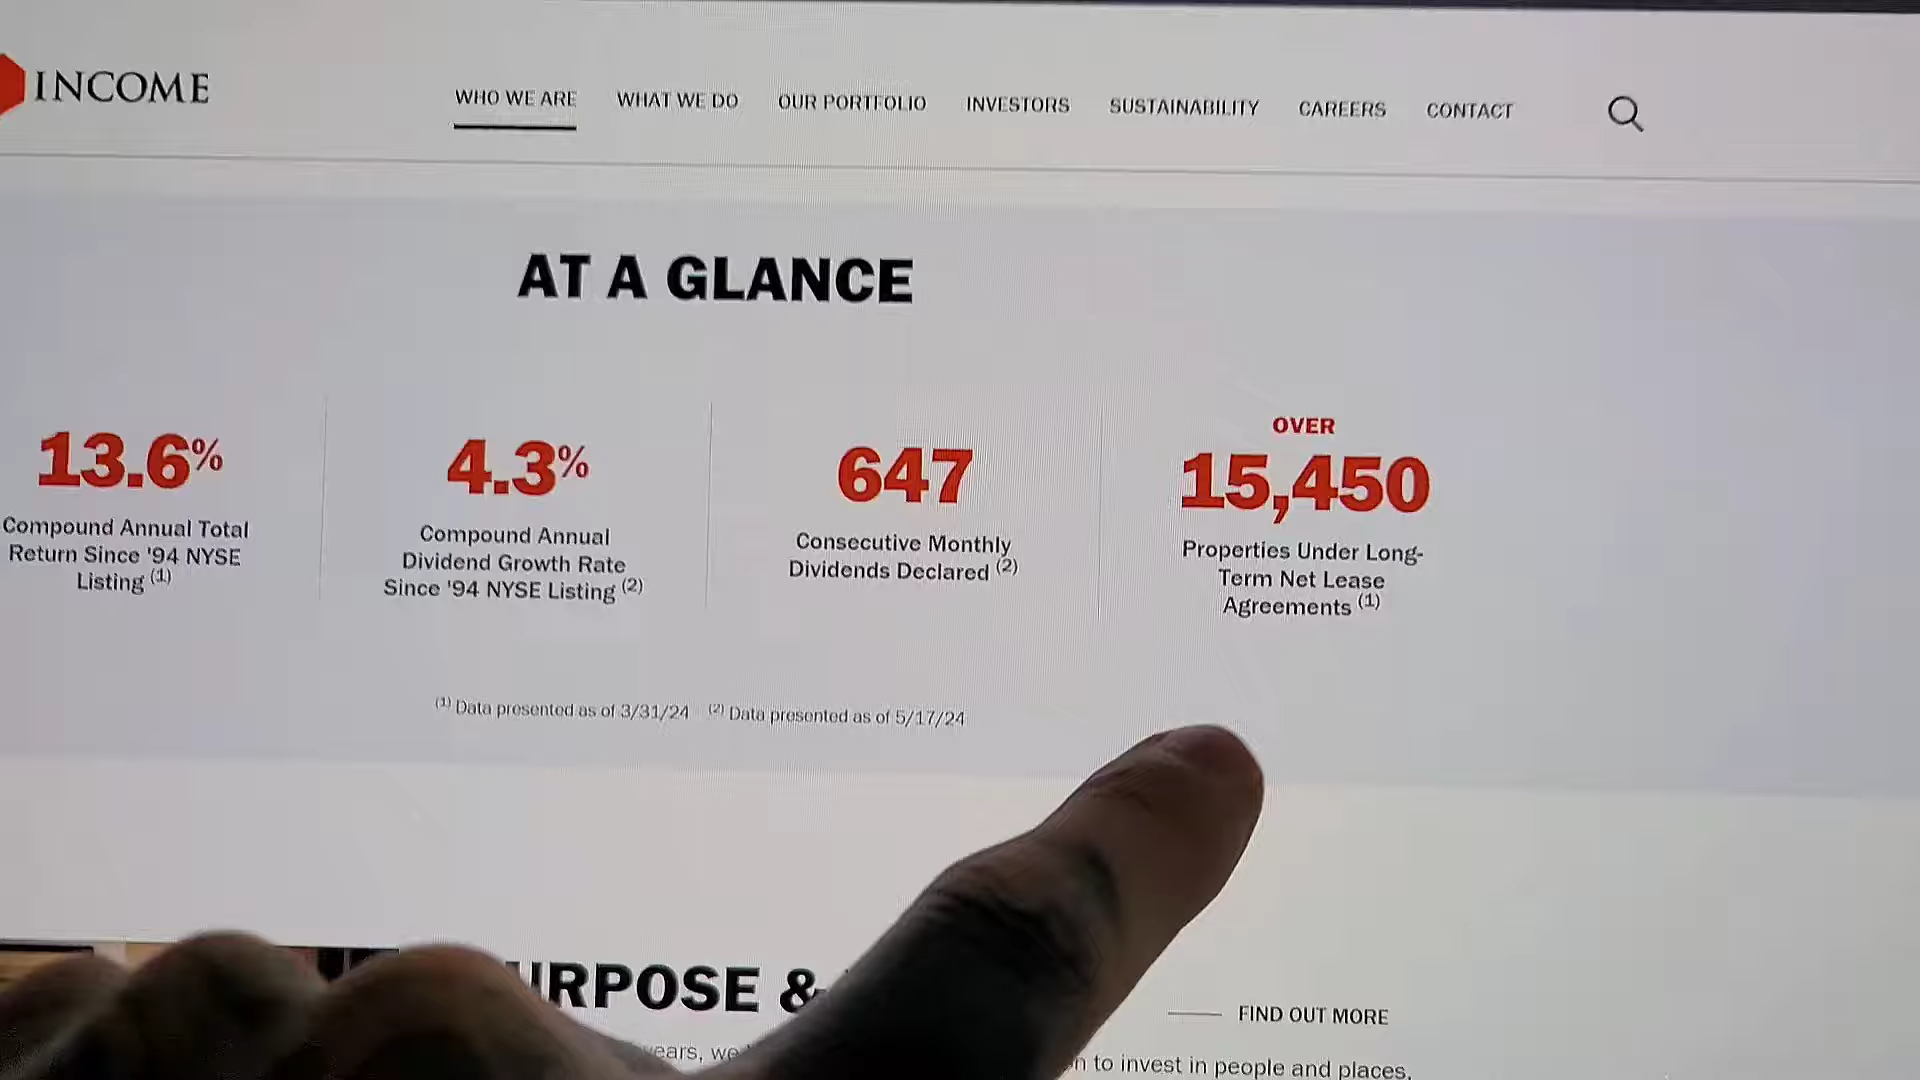 INCOME
WHO WE ARE
WHAT WE DO
OUR PORTFOLIO
INVESTORS
SUSTAINABILITY
CAREERS
CONTACT
AT A GLANCE
13.6%
Compound Annual Total
Return Since '94 NYSE
Listing (1)
4.3%
Compound Annual
Dividend Growth Rate
Since '94 NYSE Listing (2)
647
Consecutive Monthly
Dividends Declared (2)
OVER
15,450
Properties Under Long-
Term Net Lease
Agreements (1)
(1) Data presented as of 3/31/24 (2) Data presented as of 5/17/24
URPOSE &
FIND OUT MORE
years, we
to invest in people and places,